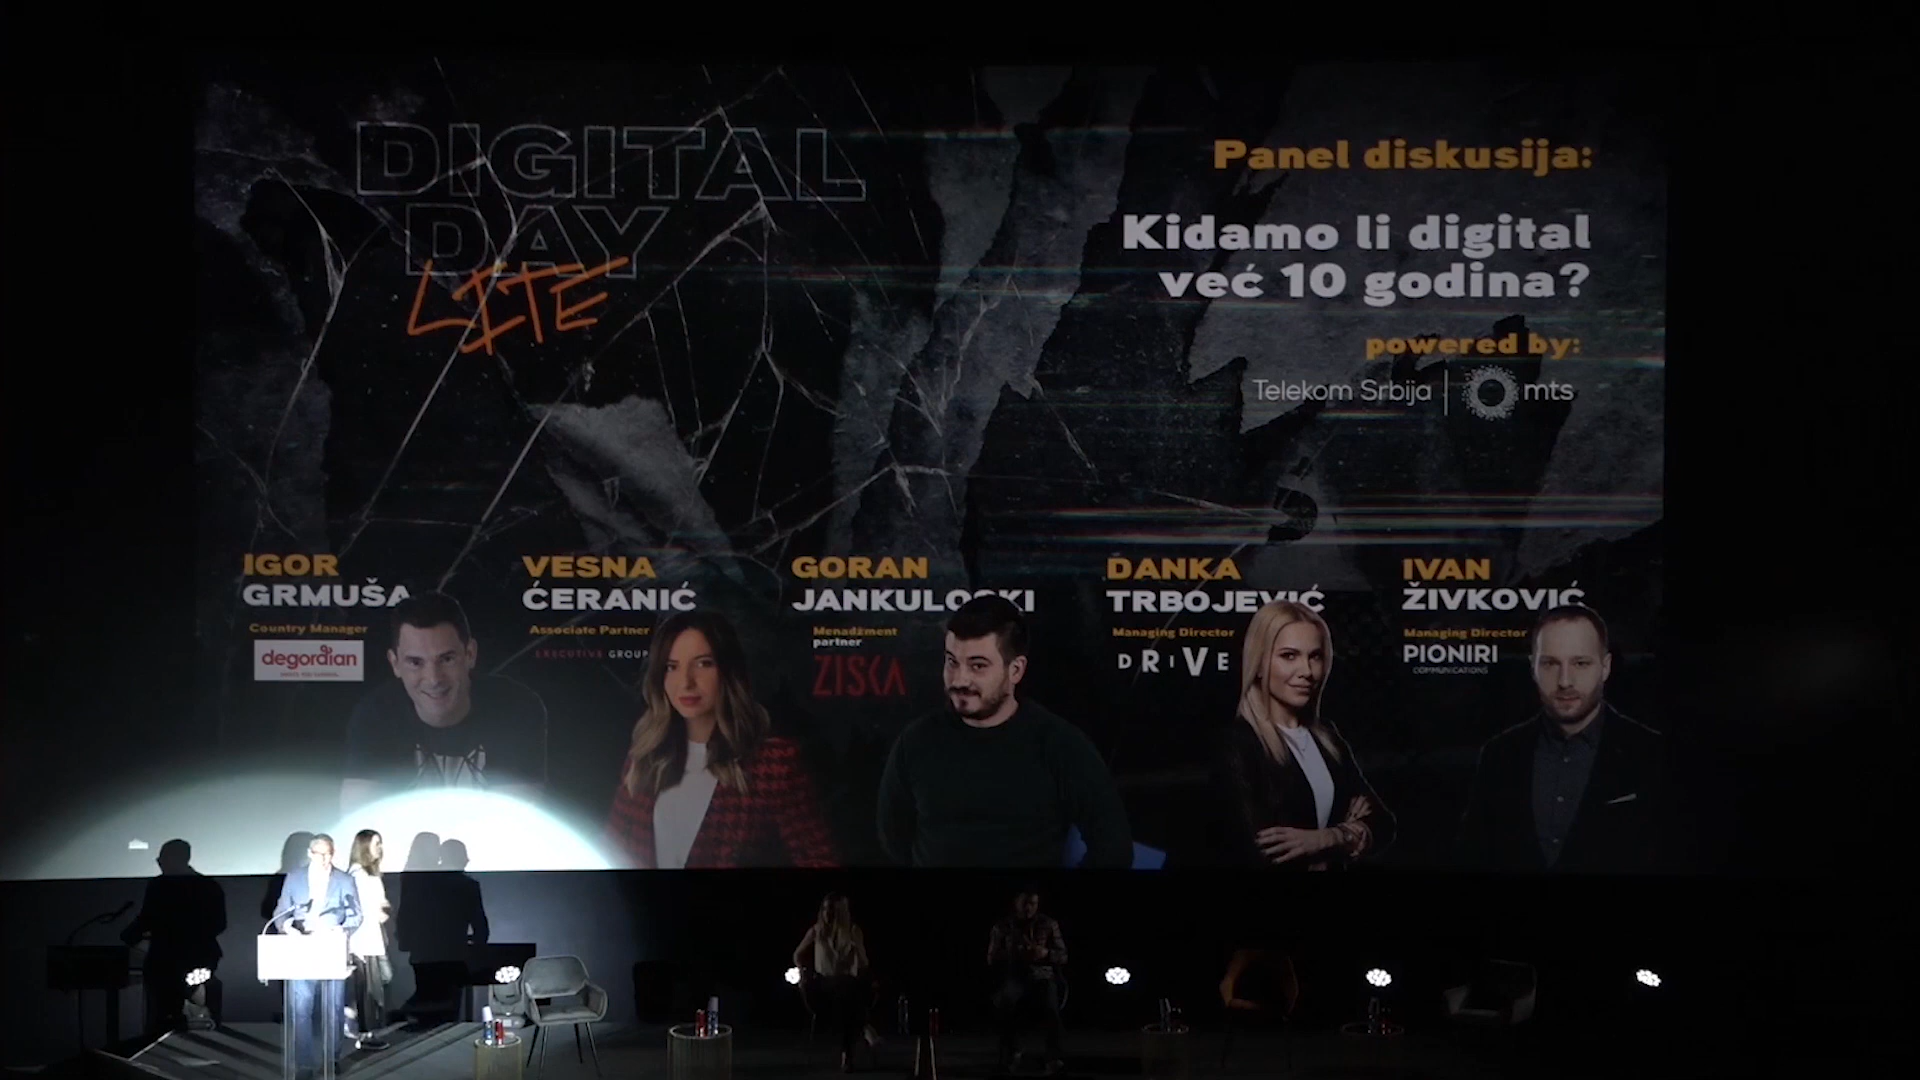 DIGITAL
DAY
LITE
Panel diskusija:
Kidamo li digital
već 10 godina?
powered by:
Telekom Srbija | mts
IGOR
GRMUŠA
Country Manager
degordian
VESNA
ĆERANIĆ
Associate Partner
EXECUTIVE GROUP
GORAN
JANKULOSKI
Menadžment
partner
ZISKA
DANKA
TRBOJEVIĆ
Managing Director
DRIVE
IVAN
ŽIVKOVIĆ
Managing Director
PIONIRI
COMMUNICATIONS